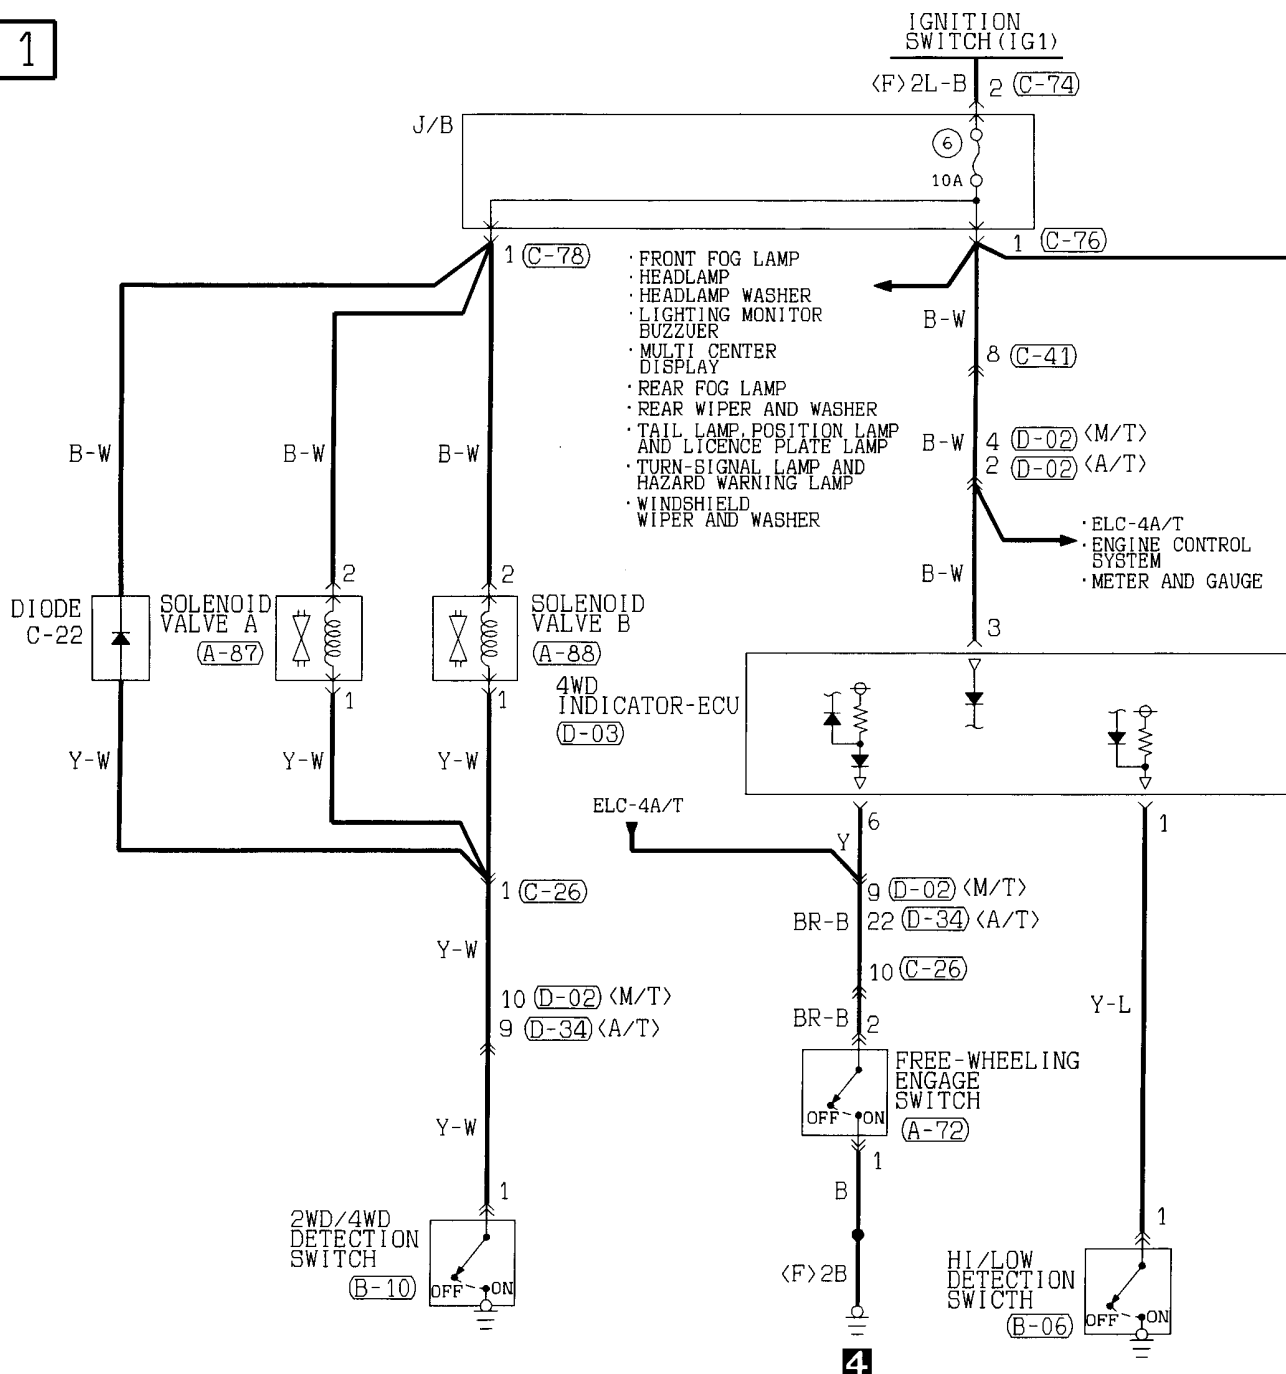 1
IGNITION
SWITCH(IG1)
<F>2L-B 2 C-74
J/B
6
10A
1 C-78
1 C-76
· FRONT FOG LAMP
· HEADLAMP
· HEADLAMP WASHER
· LIGHTING MONITOR
BUZZUER
· MULTI CENTER
DISPLAY
· REAR FOG LAMP
· REAR WIPER AND WASHER
· TAIL LAMP,POSITION LAMP
AND LICENCE PLATE LAMP
· TURN-SIGNAL LAMP AND
HAZARD WARNING LAMP
· WINDSHIELD
WIPER AND WASHER
B-W
8 C-41
B-W B-W B-W
B-W 4 D-02 <M/T>
2 D-02 <A/T>
· ELC-4A/T
· ENGINE CONTROL
SYSTEM
· METER AND GAUGE
B-W
3
DIODE
C-22
2
SOLENOID
VALVE A
A-87
1
2
SOLENOID
VALVE B
A-88
1
4WD
INDICATOR-ECU
D-03
Y-W Y-W Y-W
ELC-4A/T
6
1
Y
1 C-26
9 D-02 <M/T>
BR-B 22 D-34 <A/T>
Y-W
10 C-26
10 D-02 <M/T>
9 D-34 <A/T>
Y-L
BR-B 2
FREE-WHEELING
ENGAGE
SWITCH
A-72
OFF ON
Y-W
1
B
1
2WD/4WD
DETECTION
SWITCH
B-10
OFF ON
<F>2B
1
HI/LOW
DETECTION
SWICTH
B-06
OFF ON
4